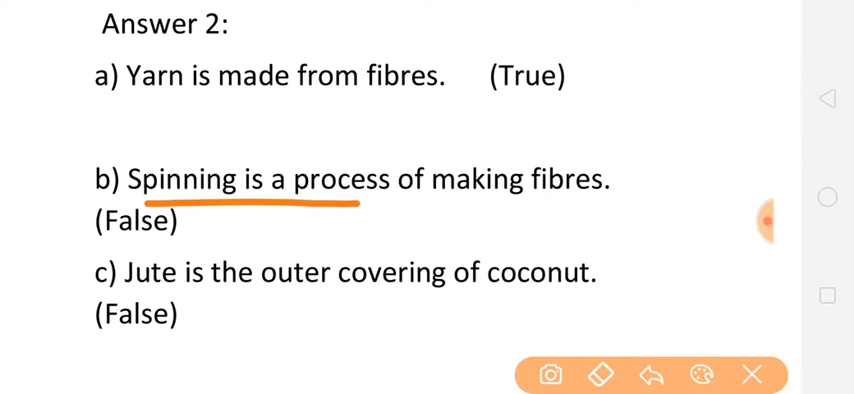 Answer 2:
a) Yarn is made from fibres. (True)
b) Spinning is a process of making fibres.
(False)
c) Jute is the outer covering of coconut.
(False)